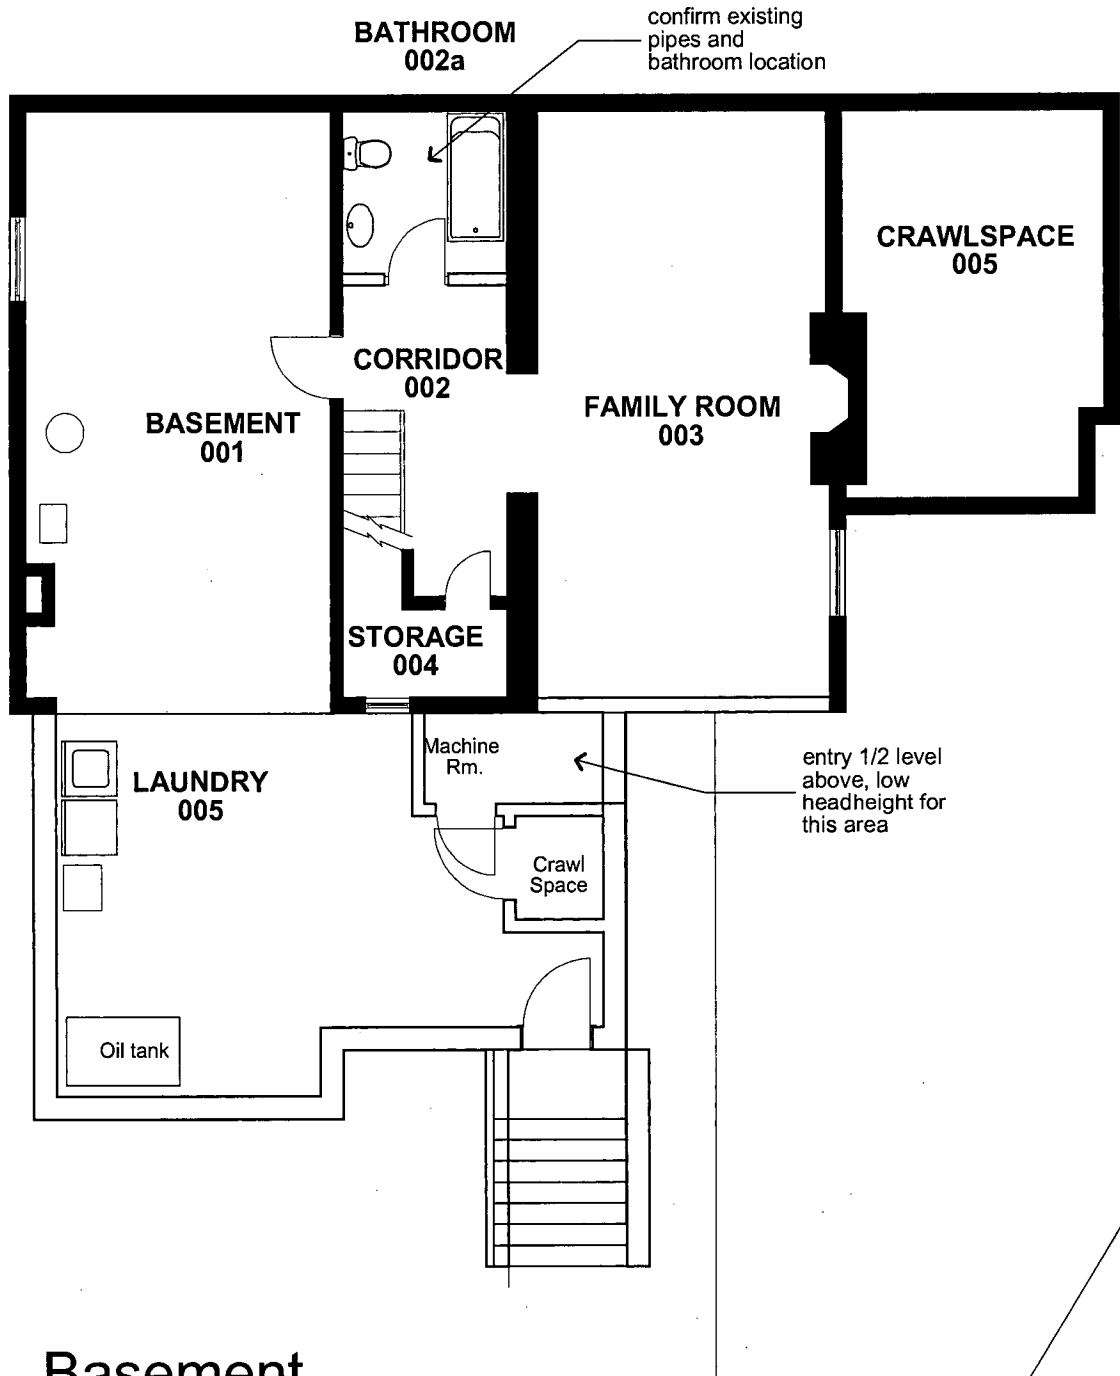 BATHROOM
002a
confirm existing
pipes and
bathroom location
CRAWLSPACE
005
CORRIDOR
002
BASEMENT
001
FAMILY ROOM
003
STORAGE
004
Machine
Rm.
entry 1/2 level
above, low
headheight for
this area
LAUNDRY
005
Crawl
Space
Oil tank
Basement